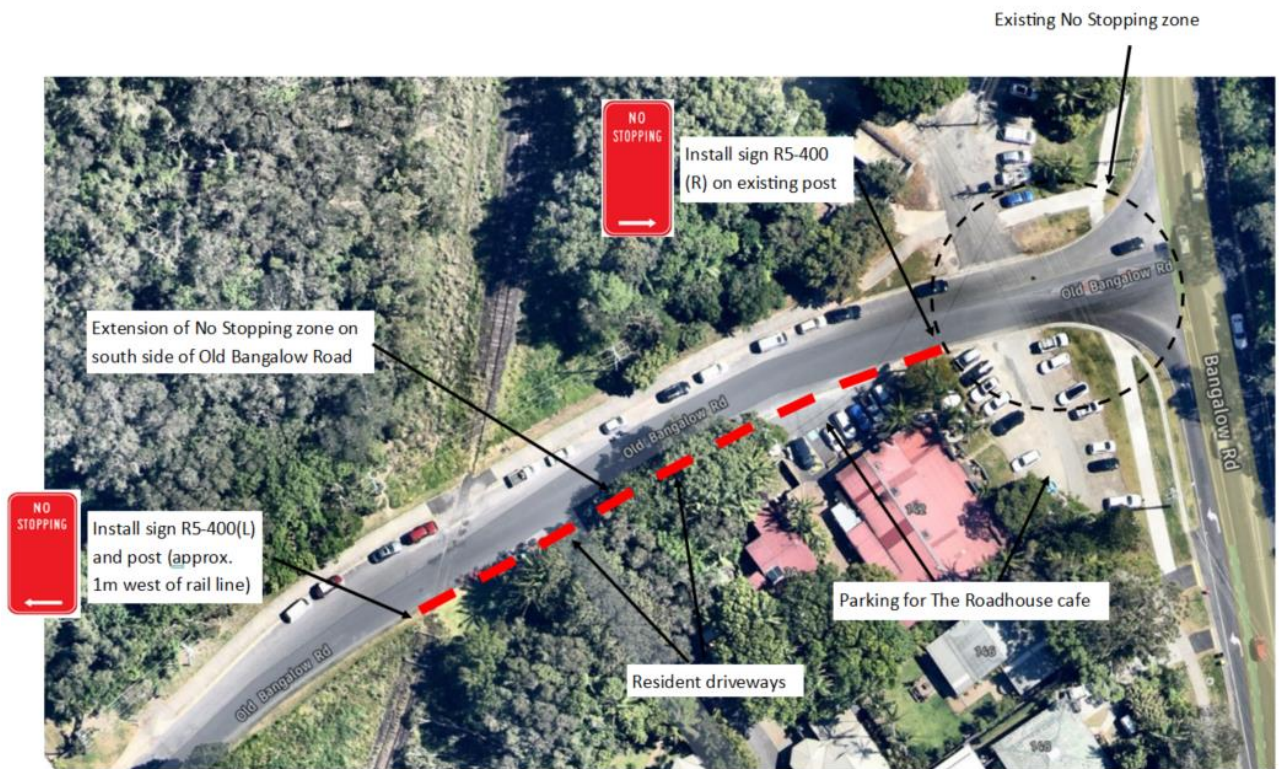 Existing No Stopping zone
NO
STOPPING
Install sign R5-400
(R) on existing post
Old Bangalow Rd
Extension of No Stopping zone on
south side of Old Bangalow Road
Bangalow Rd
Old Bangalow Rd
NO
STOPPING
Install sign R5-400(L)
and post (approx.
1m west of rail line)
142
Parking for The Roadhouse cafe
Resident driveways
146
Old Bangalow Rd
148